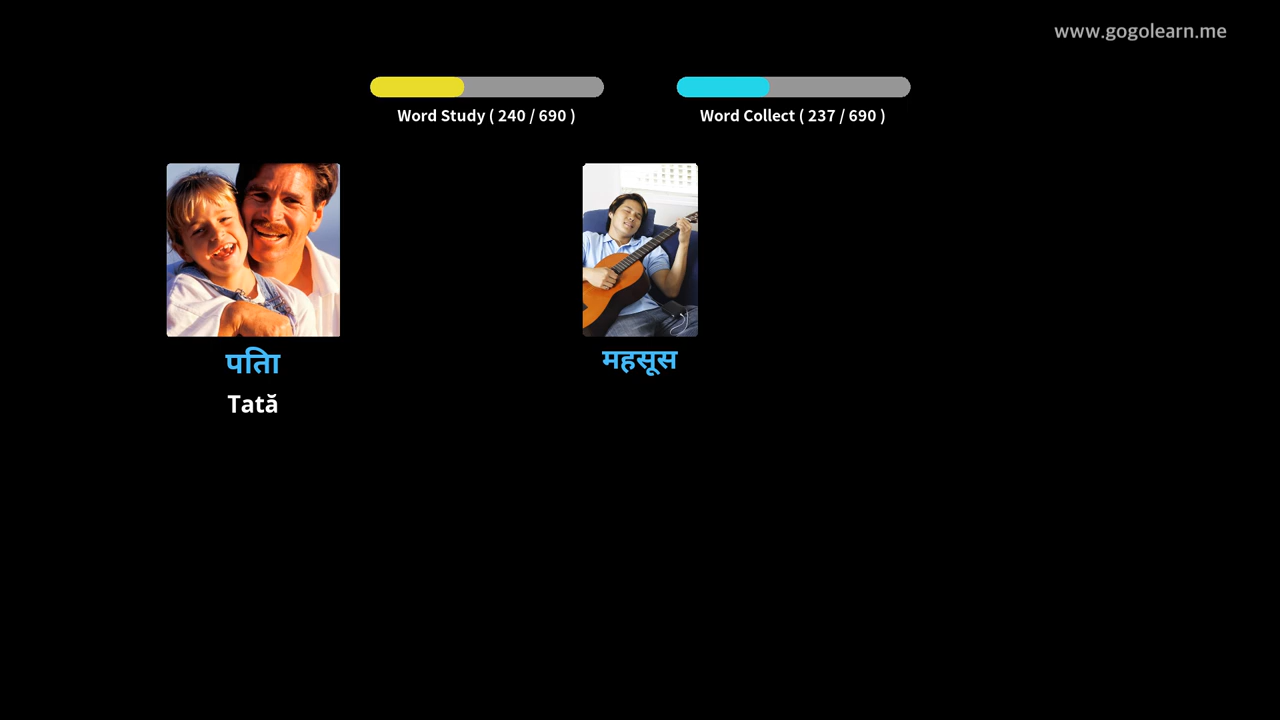 www.gogolearn.me
Word Study ( 240 / 690 )
Word Collect ( 237 / 690 )
पिता
Tată
महसूस